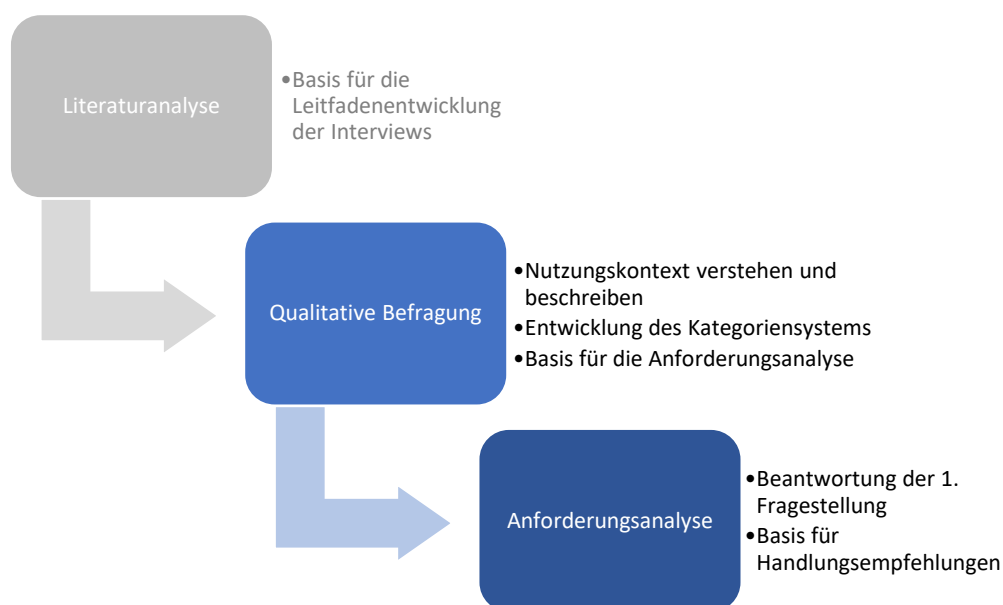 Literaturanalyse
•Basis für die
Leitfadenentwicklung
der Interviews
Qualitative Befragung
•Nutzungskontext verstehen und
beschreiben
•Entwicklung des Kategoriensystems
•Basis für die Anforderungsanalyse
Anforderungsanalyse
•Beantwortung der 1.
Fragestellung
•Basis für
Handlungsempfehlungen